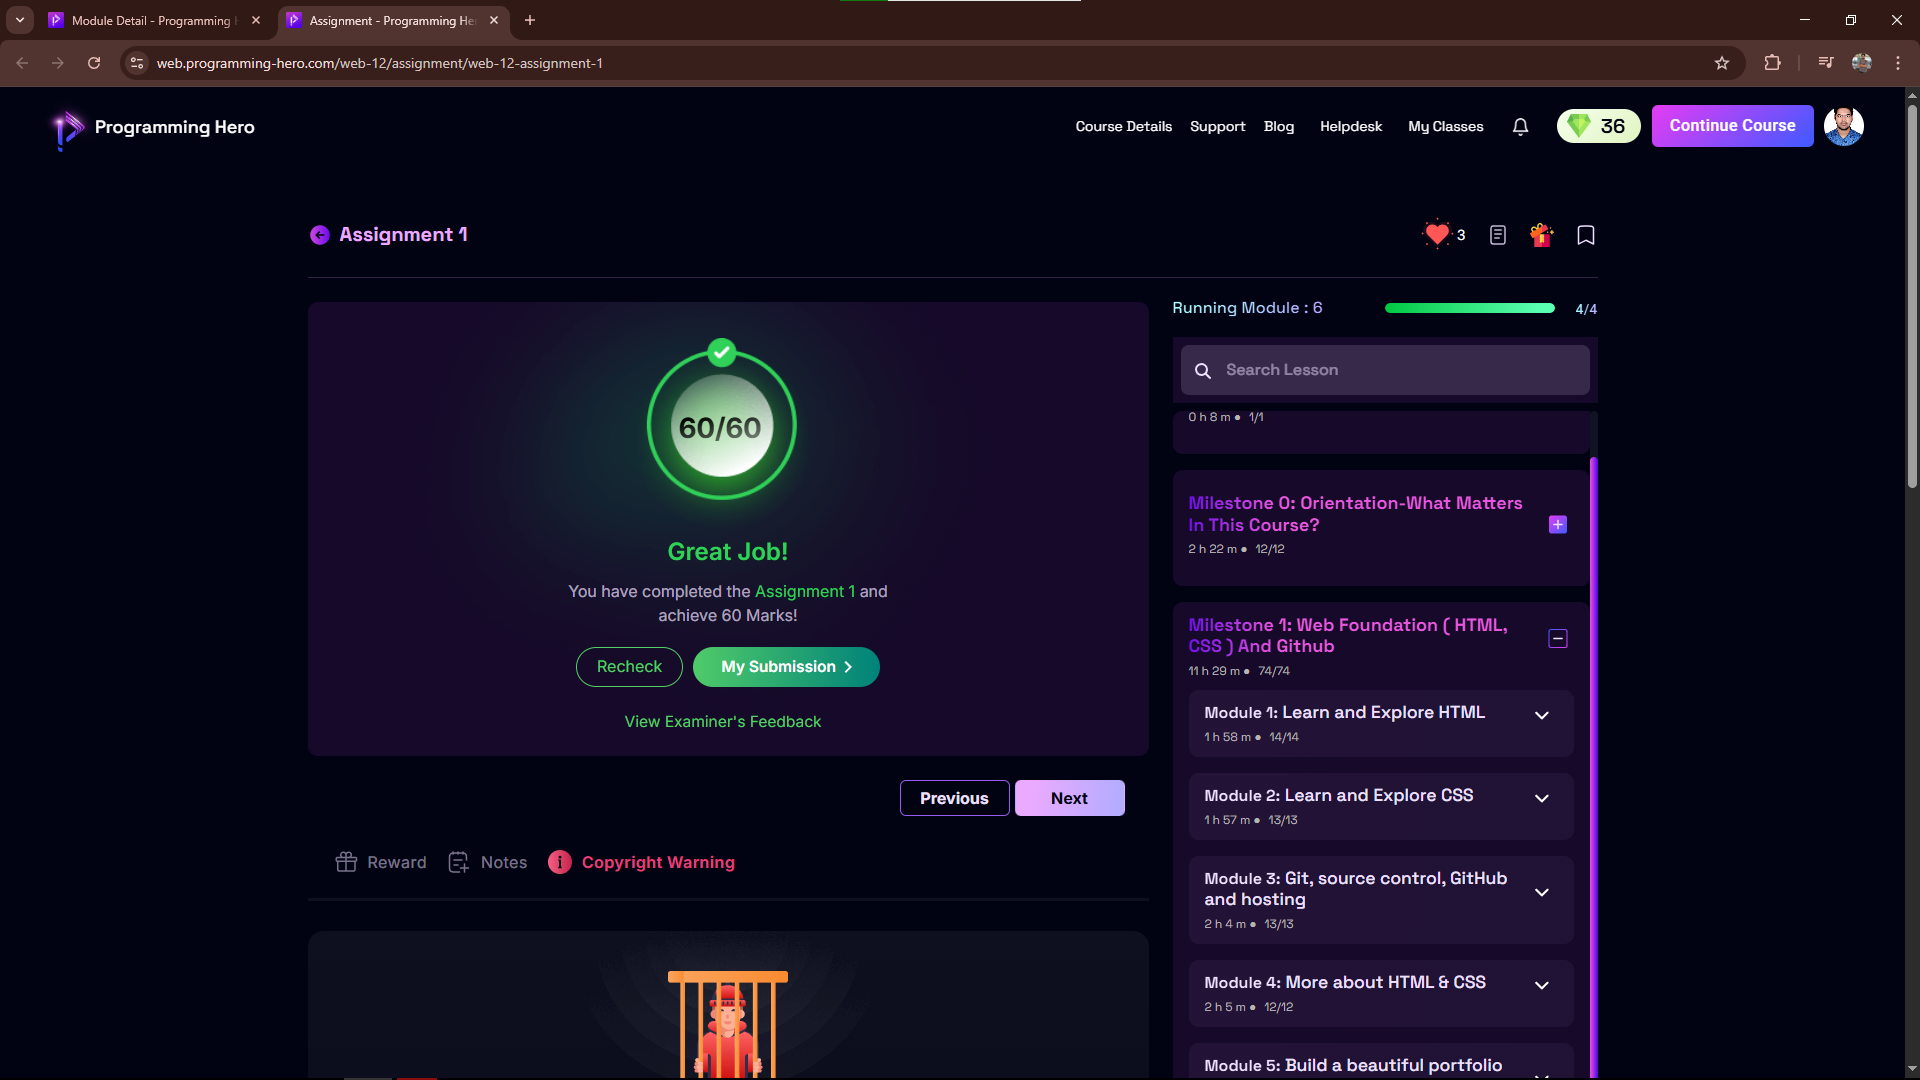 Module Detail - Programming
Assignment - Programming He
web.programming-hero.com/web-12/assignment/web-12-assignment-1
Programming Hero
Course Details
Support
Blog
Helpdesk
My Classes
36
Continue Course
Assignment 1
3
60/60
Great Job!
You have completed the Assignment 1 and
achieve 60 Marks!
Recheck
My Submission
View Examiner's Feedback
Previous
Next
Reward
Notes
Copyright Warning
Running Module : 6
4/4
Search Lesson
0 h 8 m ● 1/1
Milestone 0: Orientation-What Matters
In This Course?
2 h 22 m ● 12/12
Milestone 1: Web Foundation ( HTML,
CSS ) And Github
11 h 29 m ● 74/74
Module 1: Learn and Explore HTML
1 h 58 m ● 14/14
Module 2: Learn and Explore CSS
1 h 57 m ● 13/13
Module 3: Git, source control, GitHub
and hosting
2 h 4 m ● 13/13
Module 4: More about HTML & CSS
2 h 5 m ● 12/12
Module 5: Build a beautiful portfolio